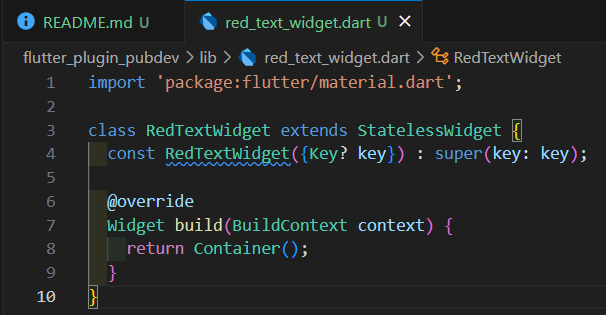 README.md U red_text_widget.dart U
flutter_plugin_pubdev > lib > red_text_widget.dart > RedTextWidget
1 import 'package:flutter/material.dart';
2
3 class RedTextWidget extends StatelessWidget {
4 const RedTextWidget({Key? key}) : super(key: key);
5
6 @override
7 Widget build(BuildContext context) {
8 return Container();
9 }
10 }